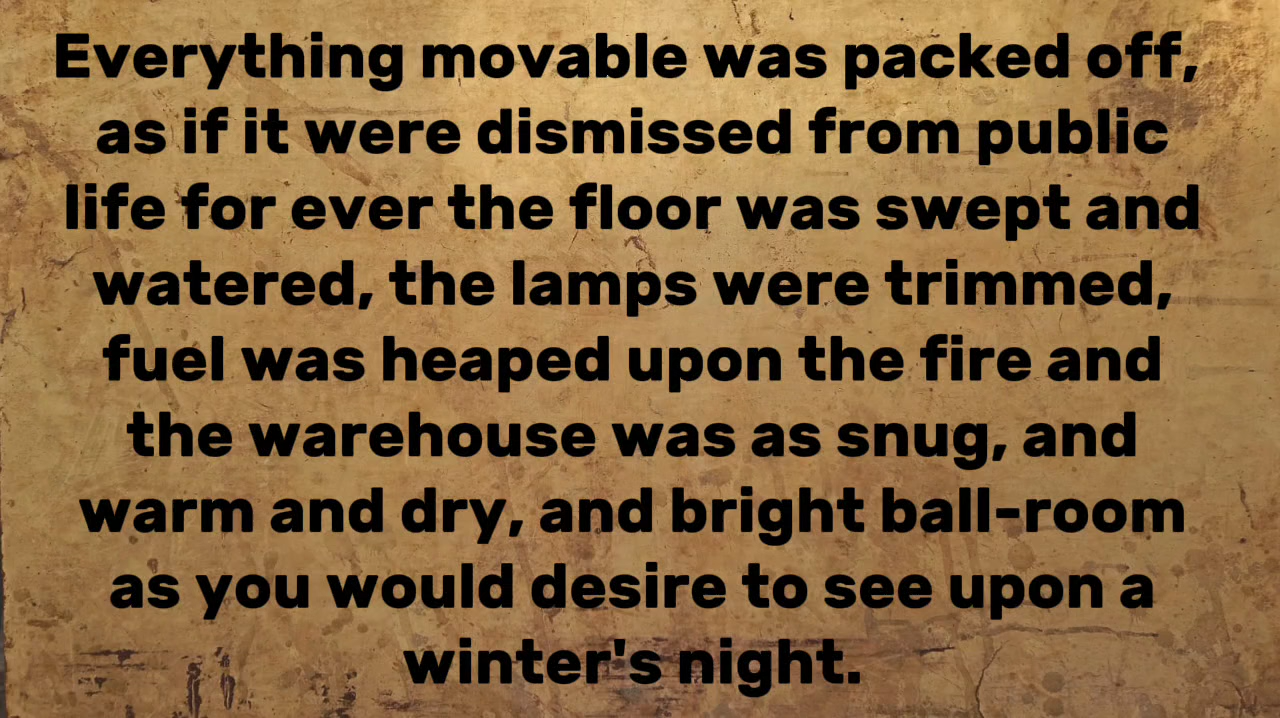 Everything movable was packed off,
as if it were dismissed from public
life for ever the floor was swept and
watered, the lamps were trimmed,
fuel was heaped upon the fire and
the warehouse was as snug, and
warm and dry, and bright ball-room
as you would desire to see upon a
winter's night.